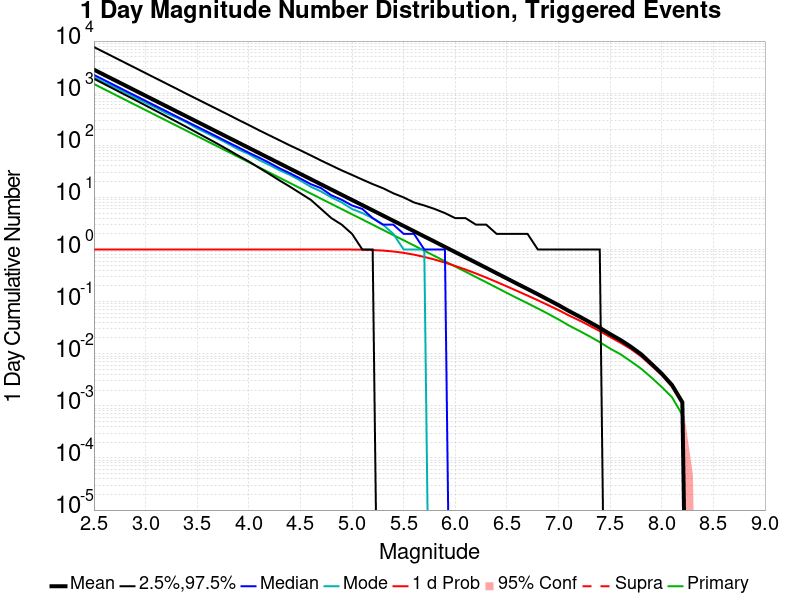 1 Day Magnitude Number Distribution, Triggered Events
1 Day Cumulative Number
10^4
10^3
10^2
10^1
10^0
10^-1
10^-2
10^-3
10^-4
10^-5
2.5 3.0 3.5 4.0 4.5 5.0 5.5 6.0 6.5 7.0 7.5 8.0 8.5 9.0
Magnitude
Mean 2.5%,97.5% Median Mode 1 d Prob 95% Conf Supra Primary